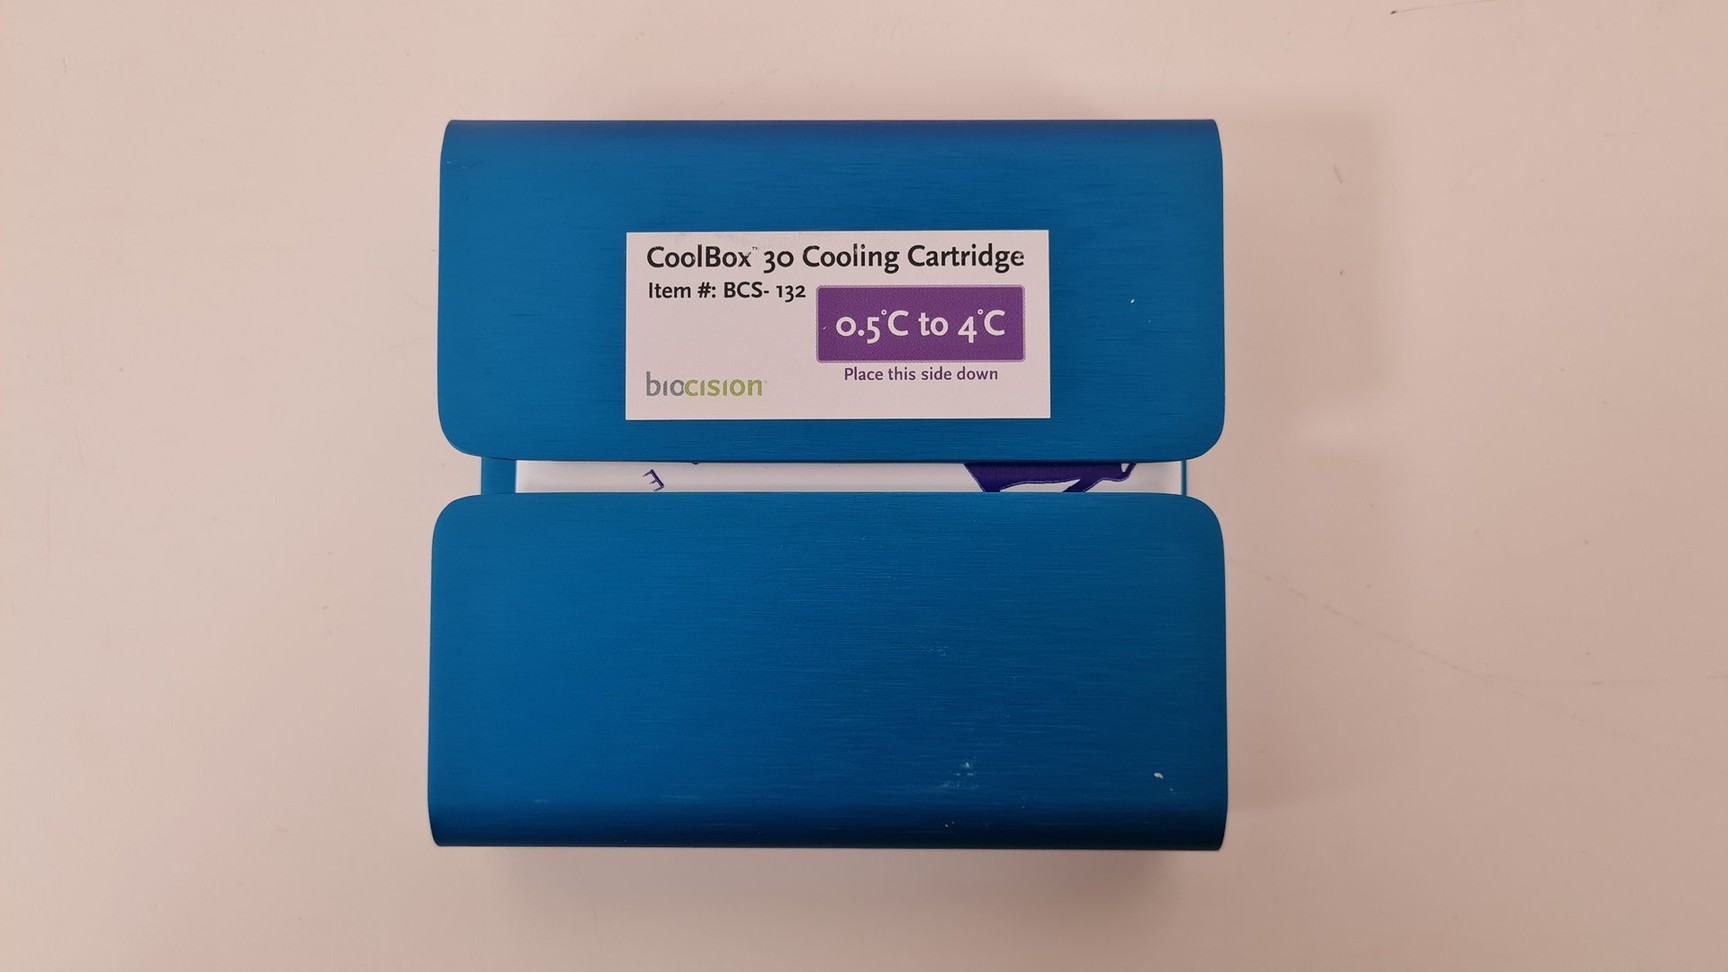 CoolBox™ 30 Cooling Cartridge
Item #: BCS- 132
0.5°C to 4°C
Place this side down
biocision